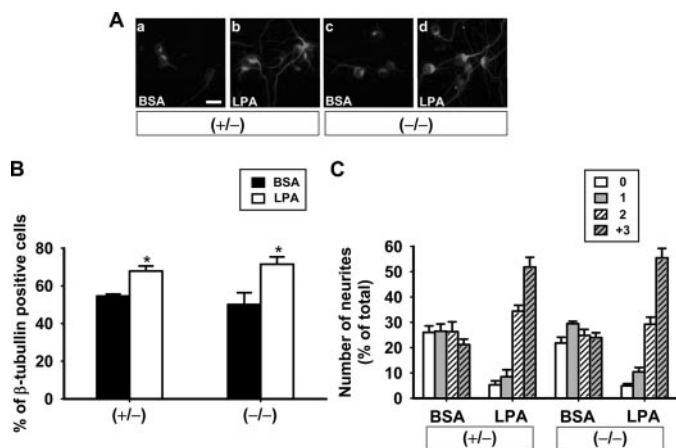 A
a
b
c
d
BSA
LPA
BSA
LPA
(+/−)
(−/−)
B
BSA
LPA
% of β-tubullin positive cells
80
60
40
20
0
*
*
(+/−)
(−/−)
C
0
1
2
+3
Number of neurites
(% of total)
60
50
40
30
20
10
0
BSA
LPA
BSA
LPA
(+/−)
(−/−)